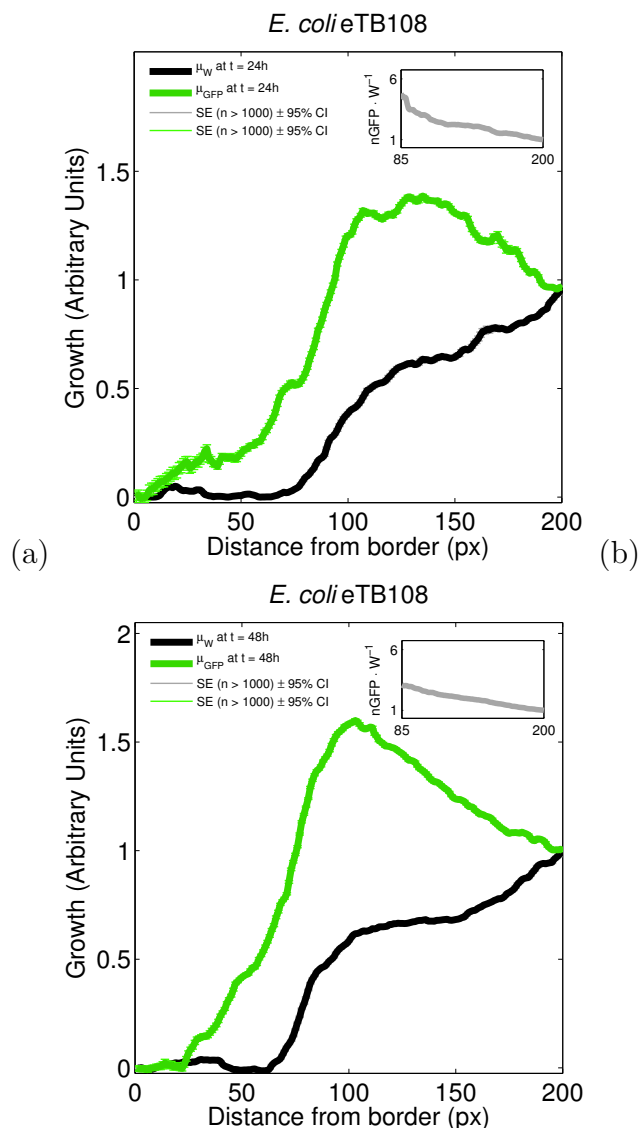 E. coli eTB108
μW at t = 24h
μGFP at t = 24h
SE (n > 1000) ± 95% CI
SE (n > 1000) ± 95% CI
nGFP · W⁻¹
6
1
85
200
Growth (Arbitrary Units)
1.5
1
0.5
0
0
50
100
150
200
Distance from border (px)
(a)
(b)
E. coli eTB108
μW at t = 48h
μGFP at t = 48h
SE (n > 1000) ± 95% CI
SE (n > 1000) ± 95% CI
nGFP · W⁻¹
6
1
85
200
Growth (Arbitrary Units)
2
1.5
1
0.5
0
0
50
100
150
200
Distance from border (px)